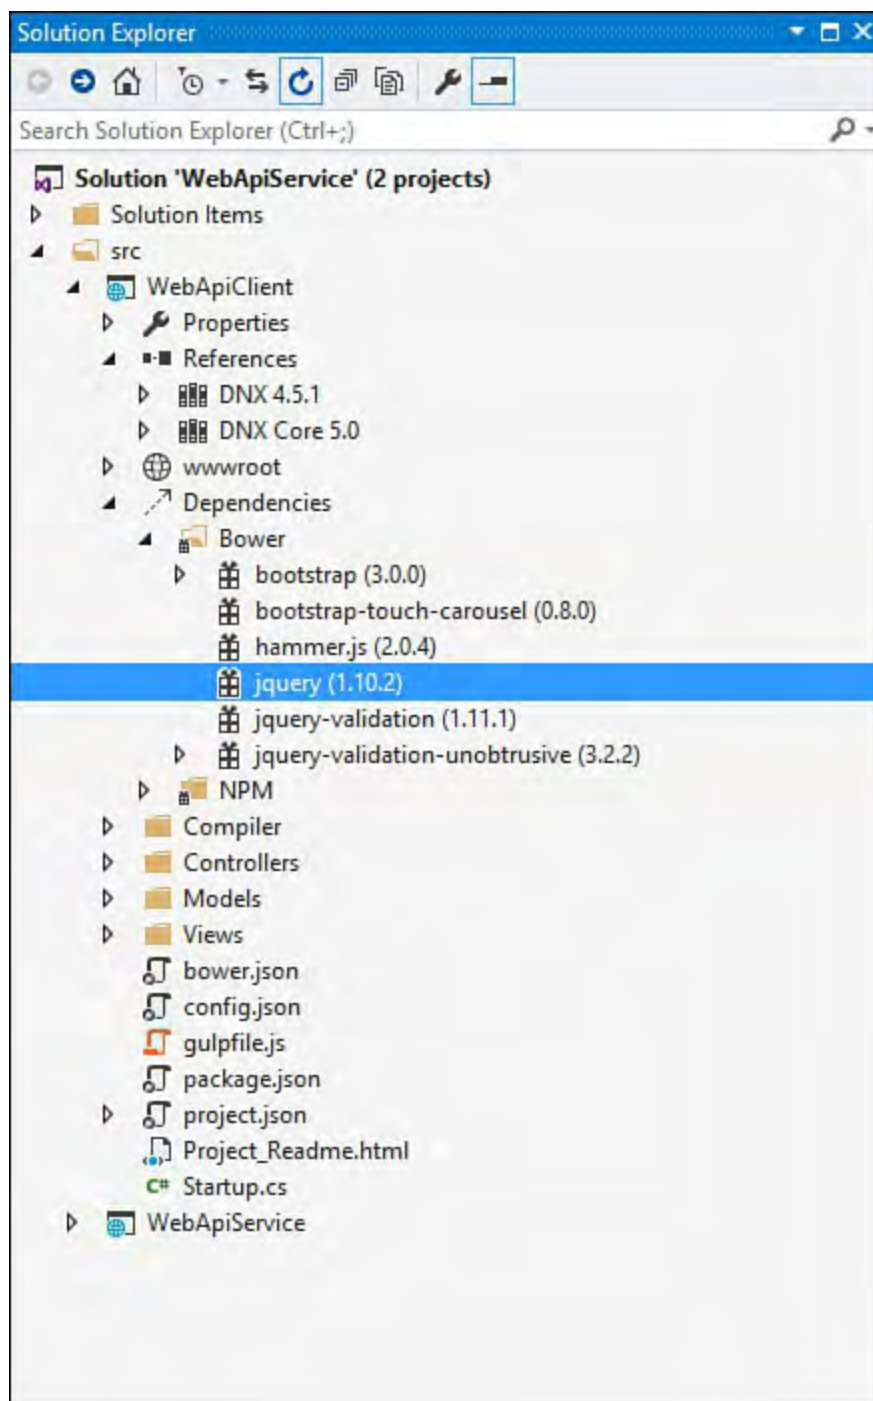 Solution Explorer
Search Solution Explorer (Ctrl+;)
Solution 'WebApiService' (2 projects)
Solution Items
src
WebApiClient
Properties
References
DNX 4.5.1
DNX Core 5.0
wwwroot
Dependencies
Bower
bootstrap (3.0.0)
bootstrap-touch-carousel (0.8.0)
hammer.js (2.0.4)
jquery (1.10.2)
jquery-validation (1.11.1)
jquery-validation-unobtrusive (3.2.2)
NPM
Compiler
Controllers
Models
Views
bower.json
config.json
gulpfile.js
package.json
project.json
Project_Readme.html
C# Startup.cs
WebApiService